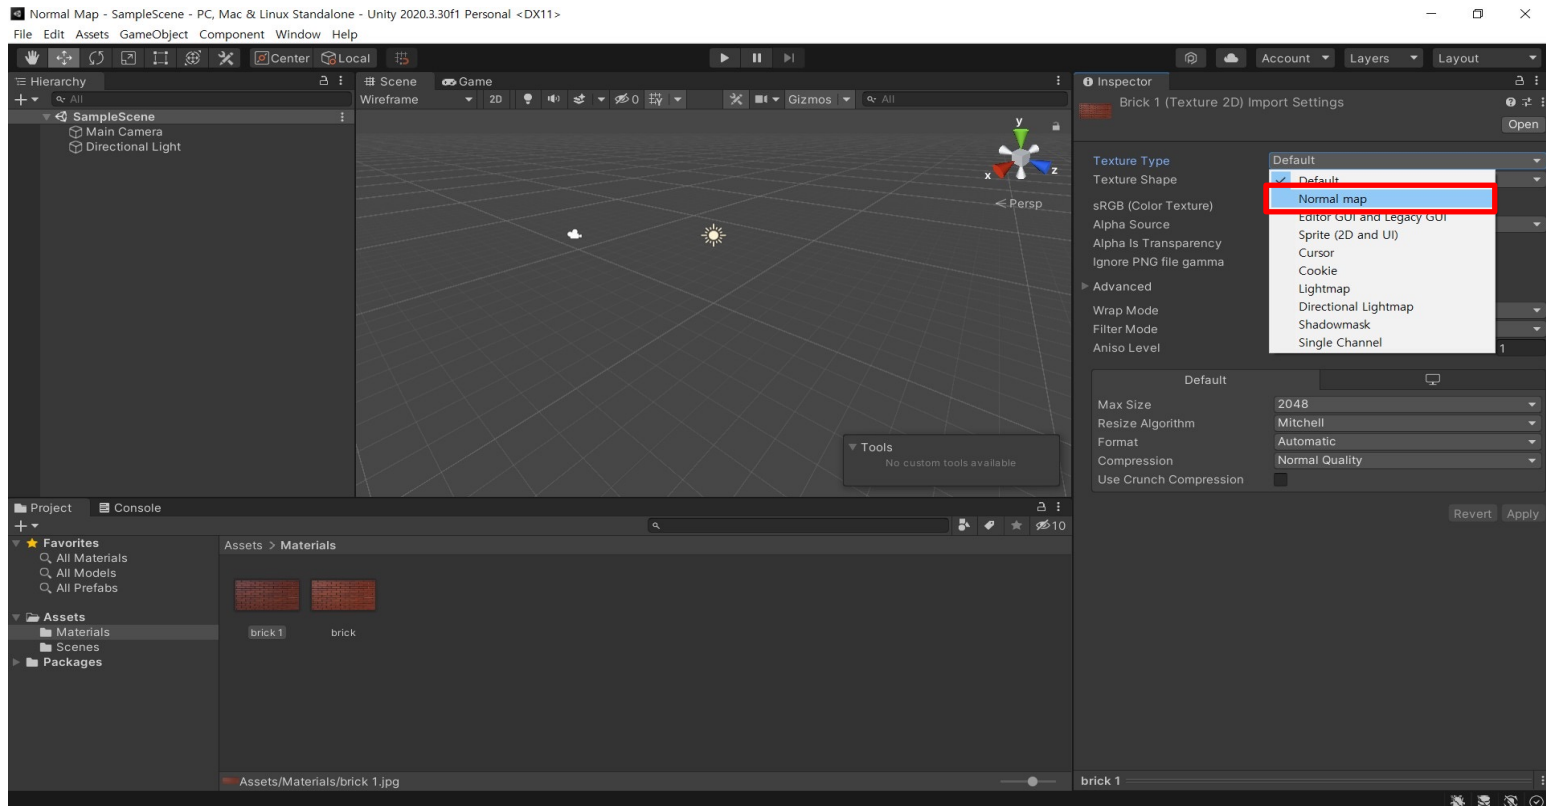 Normal Map - SampleScene - PC, Mac & Linux Standalone - Unity 2020.3.30f1 Personal <DX11>
File Edit Assets GameObject Component Window Help
Center Local Account Layers Layout
Hierarchy
All
SampleScene
Main Camera
Directional Light
Scene Game
Wireframe 2D 0 Gizmos All
y
x z
Persp
Tools
No custom tools available
Inspector
Brick 1 (Texture 2D) Import Settings
Open
Texture Type Default
Texture Shape
sRGB (Color Texture)
Alpha Source
Alpha Is Transparency
Ignore PNG file gamma
Advanced
Wrap Mode
Filter Mode
Aniso Level 1
Default
Normal map
Editor GUI and Legacy GUI
Sprite (2D and UI)
Cursor
Cookie
Lightmap
Directional Lightmap
Shadowmask
Single Channel
Default
Max Size 2048
Resize Algorithm Mitchell
Format Automatic
Compression Normal Quality
Use Crunch Compression
Revert Apply
Project Console
10
Favorites
All Materials
All Models
All Prefabs
Assets
Materials
Scenes
Packages
Assets > Materials
brick 1 brick
Assets/Materials/brick 1.jpg
brick 1